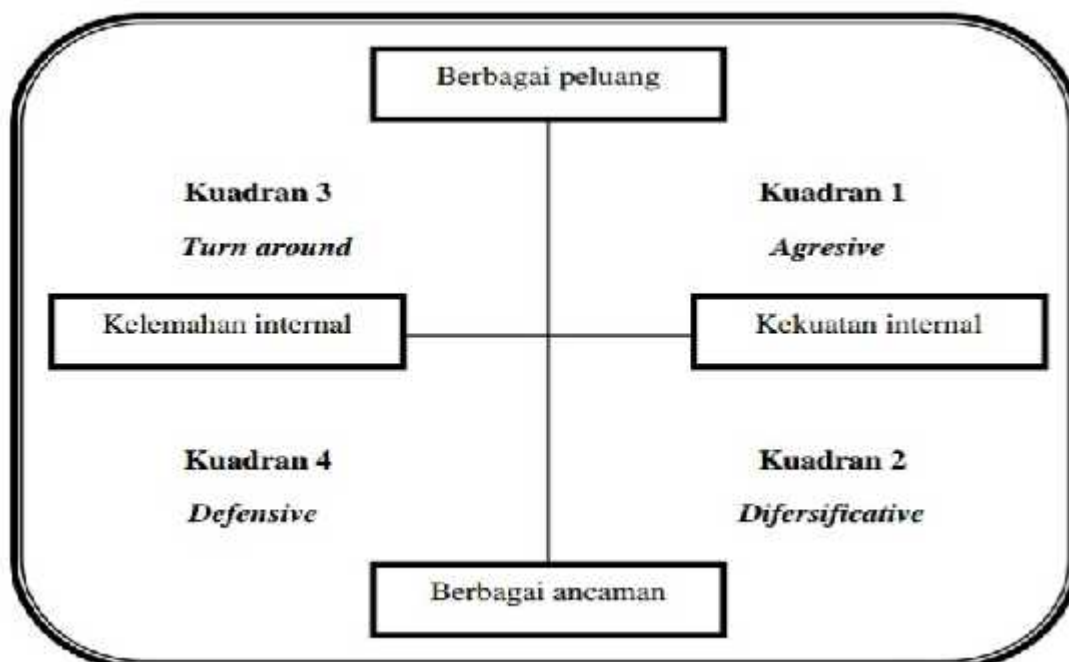 Berbagai peluang
Kuadran 3
Turn around
Kuadran 1
Agresive
Kelemahan internal
Kekuatan internal
Kuadran 4
Defensive
Kuadran 2
Difersificative
Berbagai ancaman